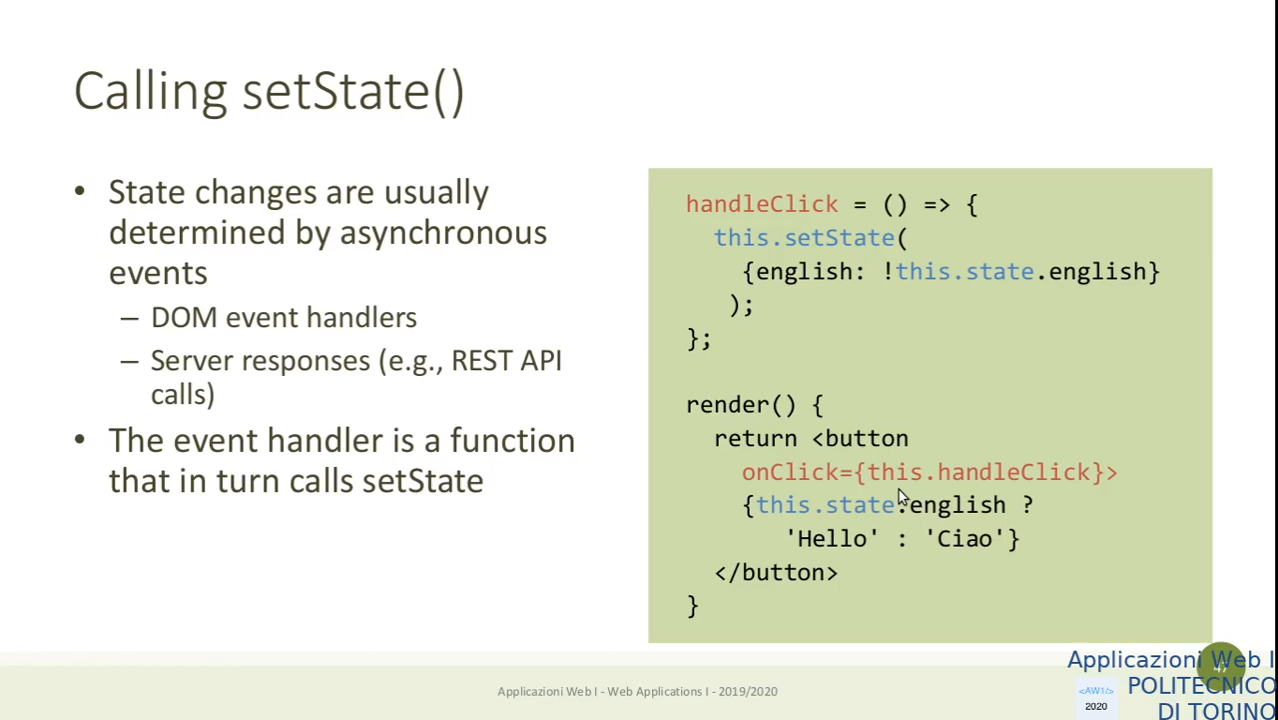 Calling setState()
• State changes are usually
determined by asynchronous
events
– DOM event handlers
– Server responses (e.g., REST API
calls)
• The event handler is a function
that in turn calls setState
handleClick = () => {
this.setState(
{english: !this.state.english}
);
};
render() {
return <button
onClick={this.handleClick}>
{this.state.english ?
'Hello' : 'Ciao'}
</button>
}
Applicazioni Web I - Web Applications I - 2019/2020
Applicazioni Web I
POLITECNICO
DI TORINO
<AW1/>
2020